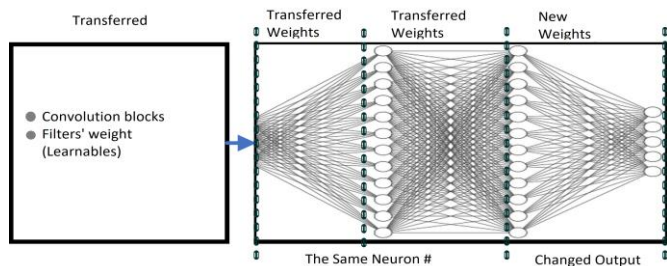 Transferred
Transferred
Weights
Transferred
Weights
New
Weights
Convolution blocks
Filters' weight
(Learnables)
The Same Neuron #
Changed Output